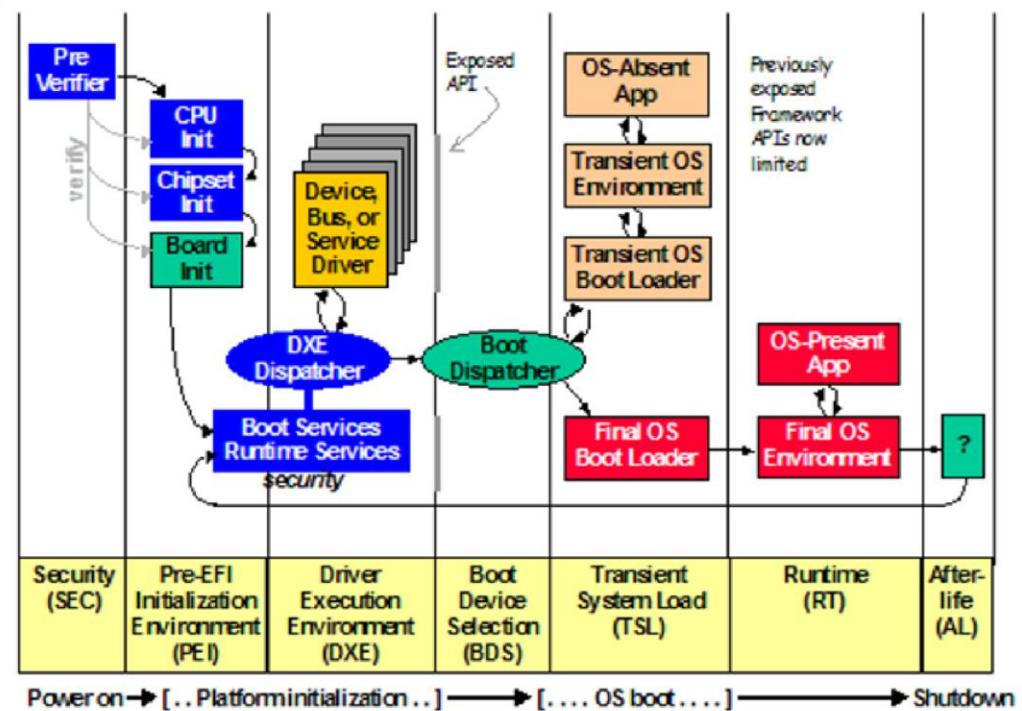 Pre
Verifier
verify
CPU
Init
Chipset
Init
Board
Init
Device,
Bus, or
Service
Driver
DXE
Dispatcher
Boot Services
Runtime Services
security
Exposed
API
Boot
Dispatcher
OS-Absent
App
Transient OS
Environment
Transient OS
Boot Loader
Final OS
Boot Loader
Previously
exposed
Framework
APIs now
limited
OS-Present
App
Final OS
Environment
?
Security
(SEC)
Pre-EFI
Initialization
Environment
(PEI)
Driver
Execution
Environment
(DXE)
Boot
Device
Selection
(BDS)
Transient
System Load
(TSL)
Runtime
(RT)
After-
life
(AL)
Power on [. . Platform initialization . .] [. . . . OS boot . . . .] Shutdown